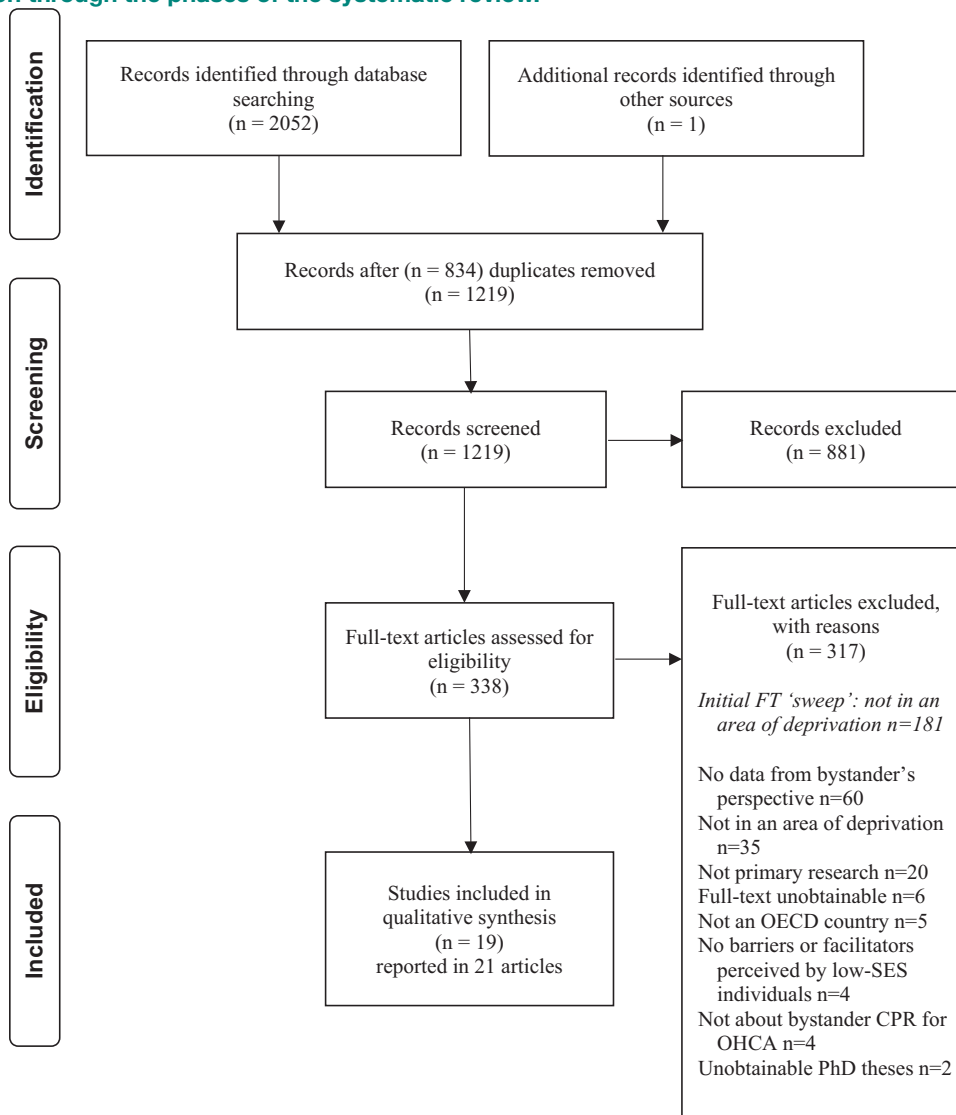 through the phases of the systematic review.
Identification
Records identified through database
searching
(n = 2052)
Additional records identified through
other sources
(n = 1)
Records after (n = 834) duplicates removed
(n = 1219)
Screening
Records screened
(n = 1219)
Records excluded
(n = 881)
Eligibility
Full-text articles assessed for
eligibility
(n = 338)
Full-text articles excluded,
with reasons
(n = 317)
Initial FT ‘sweep’: not in an
area of deprivation n=181
No data from bystander’s
perspective n=60
Not in an area of deprivation
n=35
Not primary research n=20
Full-text unobtainable n=6
Not an OECD country n=5
No barriers or facilitators
perceived by low-SES
individuals n=4
Not about bystander CPR for
OHCA n=4
Unobtainable PhD theses n=2
Included
Studies included in
qualitative synthesis
(n = 19)
reported in 21 articles